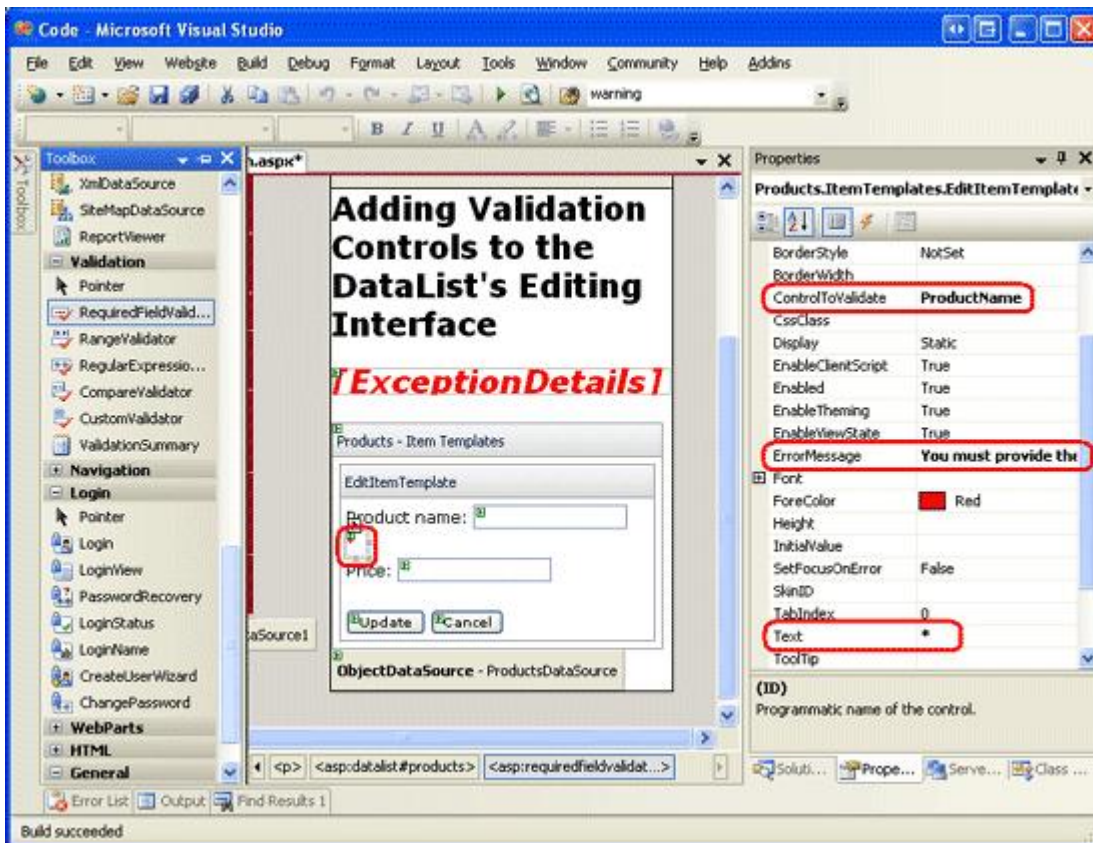 Code - Microsoft Visual Studio
File Edit View Website Build Debug Format Layout Tools Window Community Help Addins
warning
B I U A
Toolbox
Toolbox
XmlDataSource
SiteMapDataSource
ReportViewer
Validation
Pointer
RequiredFieldValid...
RangeValidator
RegularExpressio...
CompareValidator
CustomValidator
ValidationSummary
Navigation
Login
Pointer
Login
LoginView
PasswordRecovery
LoginStatus
LoginName
CreateUserWizard
ChangePassword
WebParts
HTML
General
n.aspx*
Adding Validation
Controls to the
DataList's Editing
Interface
[ExceptionDetails]
Products - Item Templates
EditItemTemplate
Product name:
Price:
Update Cancel
aSource1
ObjectDataSource - ProductsDataSource
<p> <asp:datalist#products> <asp:requiredfieldvalidat...>
Properties
Products.ItemTemplates.EditItemTemplate
BorderStyle NotSet
BorderWidth
ControlToValidate ProductName
CssClass
Display Static
EnableClientScript True
Enabled True
EnableTheming True
EnableViewState True
ErrorMessage You must provide the
Font
ForeColor Red
Height
InitialValue
SetFocusOnError False
SkinID
TabIndex 0
Text *
ToolTip
(ID)
Programmatic name of the control.
Soluti... Prope... Serve... Class ...
Error List Output Find Results 1
Build succeeded